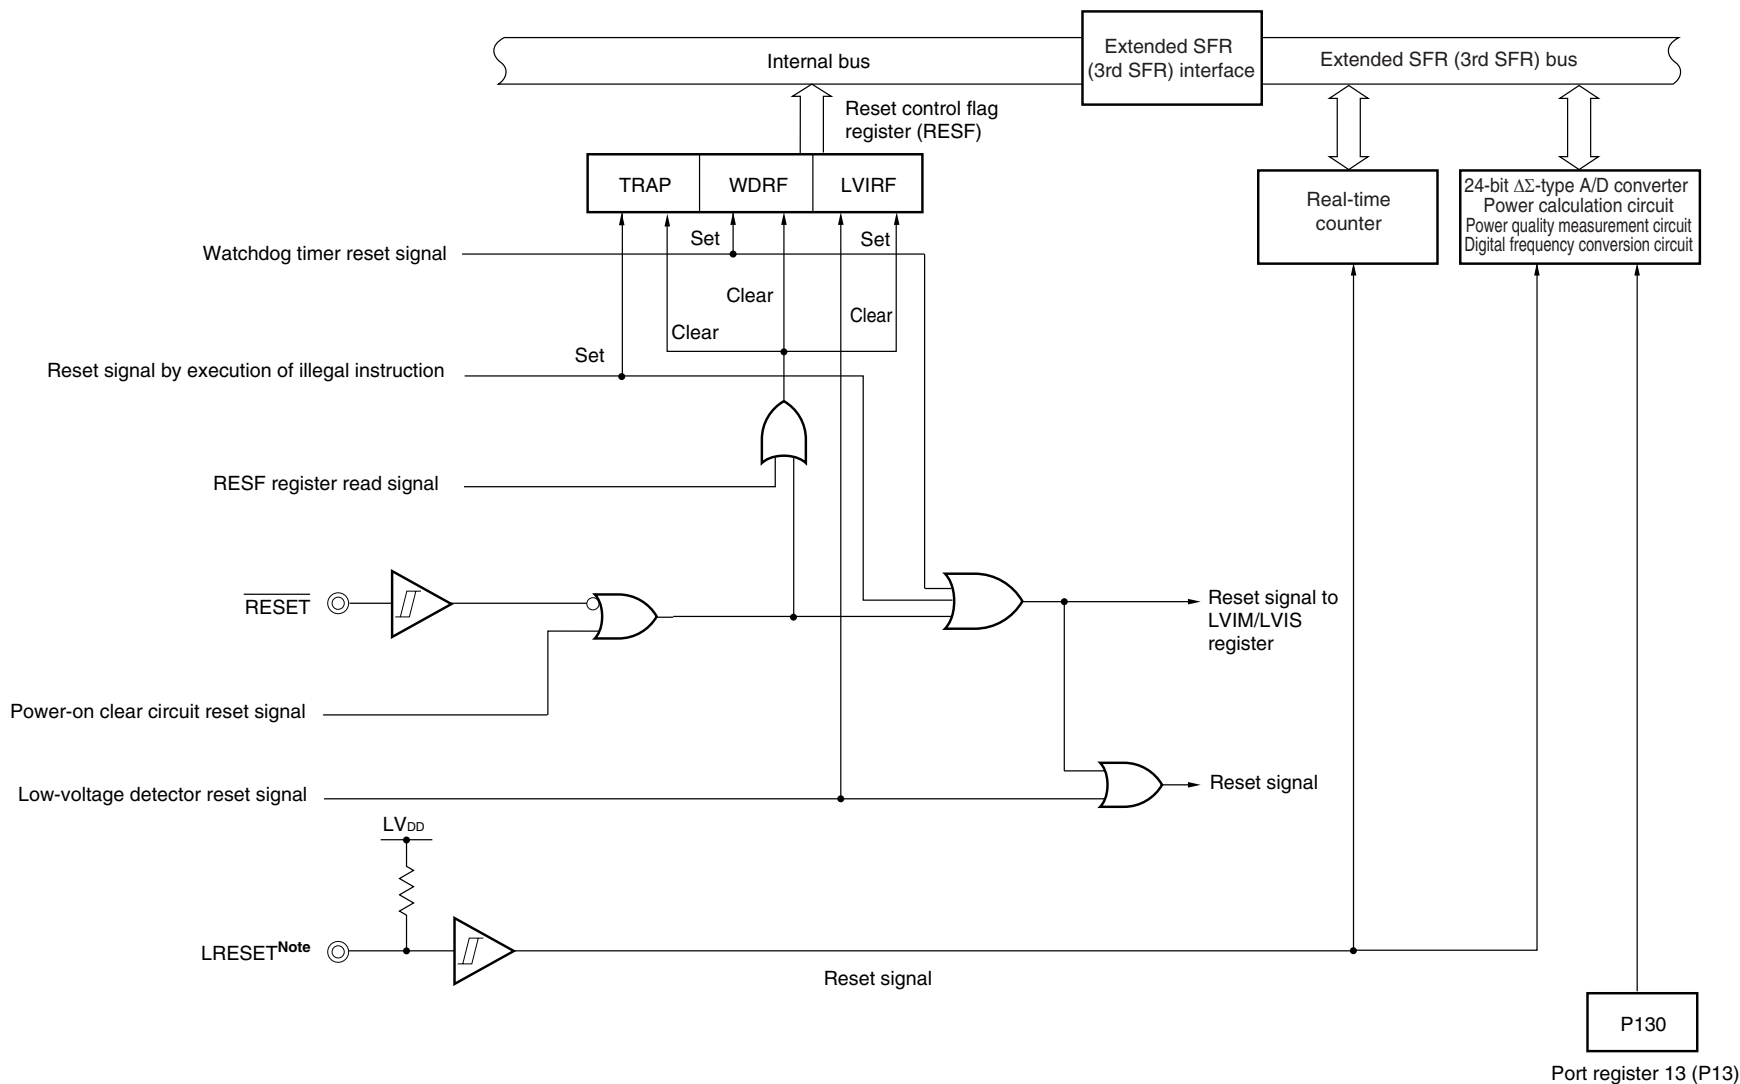 Internal bus
Extended SFR
(3rd SFR) interface
Extended SFR (3rd SFR) bus
Reset control flag
register (RESF)
TRAP
WDRF
LVIRF
Real-time
counter
24-bit ΔΣ-type A/D converter
Power calculation circuit
Power quality measurement circuit
Digital frequency conversion circuit
Set
Set
Watchdog timer reset signal
Clear
Clear
Clear
Set
Reset signal by execution of illegal instruction
RESF register read signal
RESET
Reset signal to
LVIM/LVIS
register
Power-on clear circuit reset signal
Reset signal
Low-voltage detector reset signal
LVDD
LRESETNote
Reset signal
P130
Port register 13 (P13)